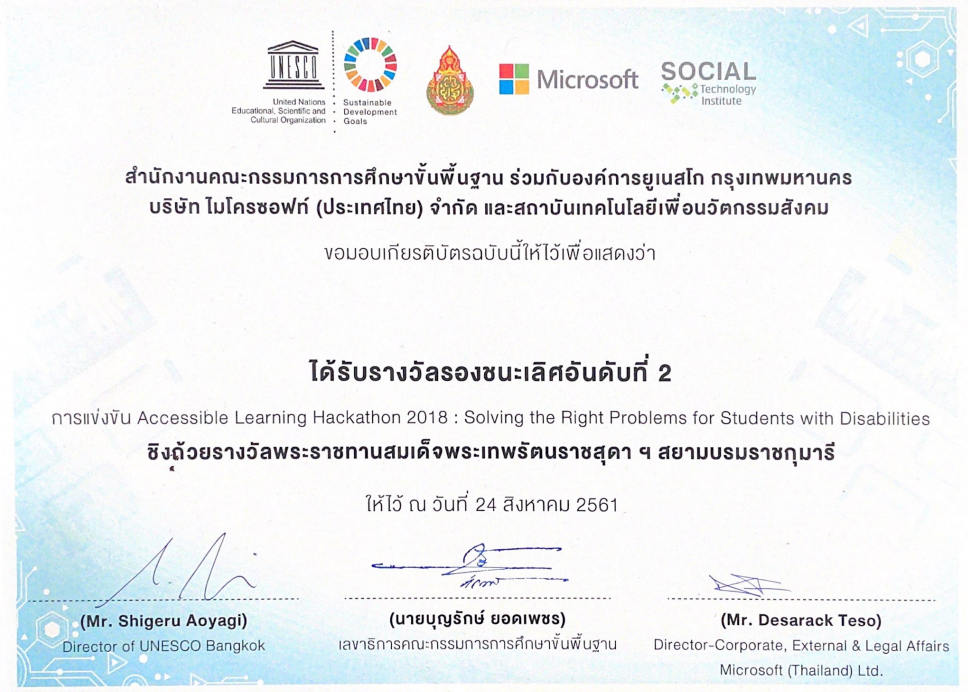 UNESCO
United Nations
Educational, Scientific and
Cultural Organization
Sustainable
Development
Goals
Microsoft
SOCIAL
Technology
Institute
สำนักงานคณะกรรมการการศึกษาขั้นพื้นฐาน ร่วมกับองค์การยูเนสโก กรุงเทพมหานคร
บริษัท ไมโครซอฟท์ (ประเทศไทย) จำกัด และสถาบันเทคโนโลยีเพื่อนวัตกรรมสังคม
ขอมอบเกียรติบัตรฉบับนี้ให้ไว้เพื่อแสดงว่า
ได้รับรางวัลรองชนะเลิศอันดับที่ 2
การแข่งขัน Accessible Learning Hackathon 2018 : Solving the Right Problems for Students with Disabilities
ชิงถ้วยรางวัลพระราชทานสมเด็จพระเทพรัตนราชสุดา ฯ สยามบรมราชกุมารี
ให้ไว้ ณ วันที่ 24 สิงหาคม 2561
(Mr. Shigeru Aoyagi)
Director of UNESCO Bangkok
(นายบุญรักษ์ ยอดเพชร)
เลขาธิการคณะกรรมการการศึกษาขั้นพื้นฐาน
(Mr. Desarack Teso)
Director-Corporate, External & Legal Affairs
Microsoft (Thailand) Ltd.